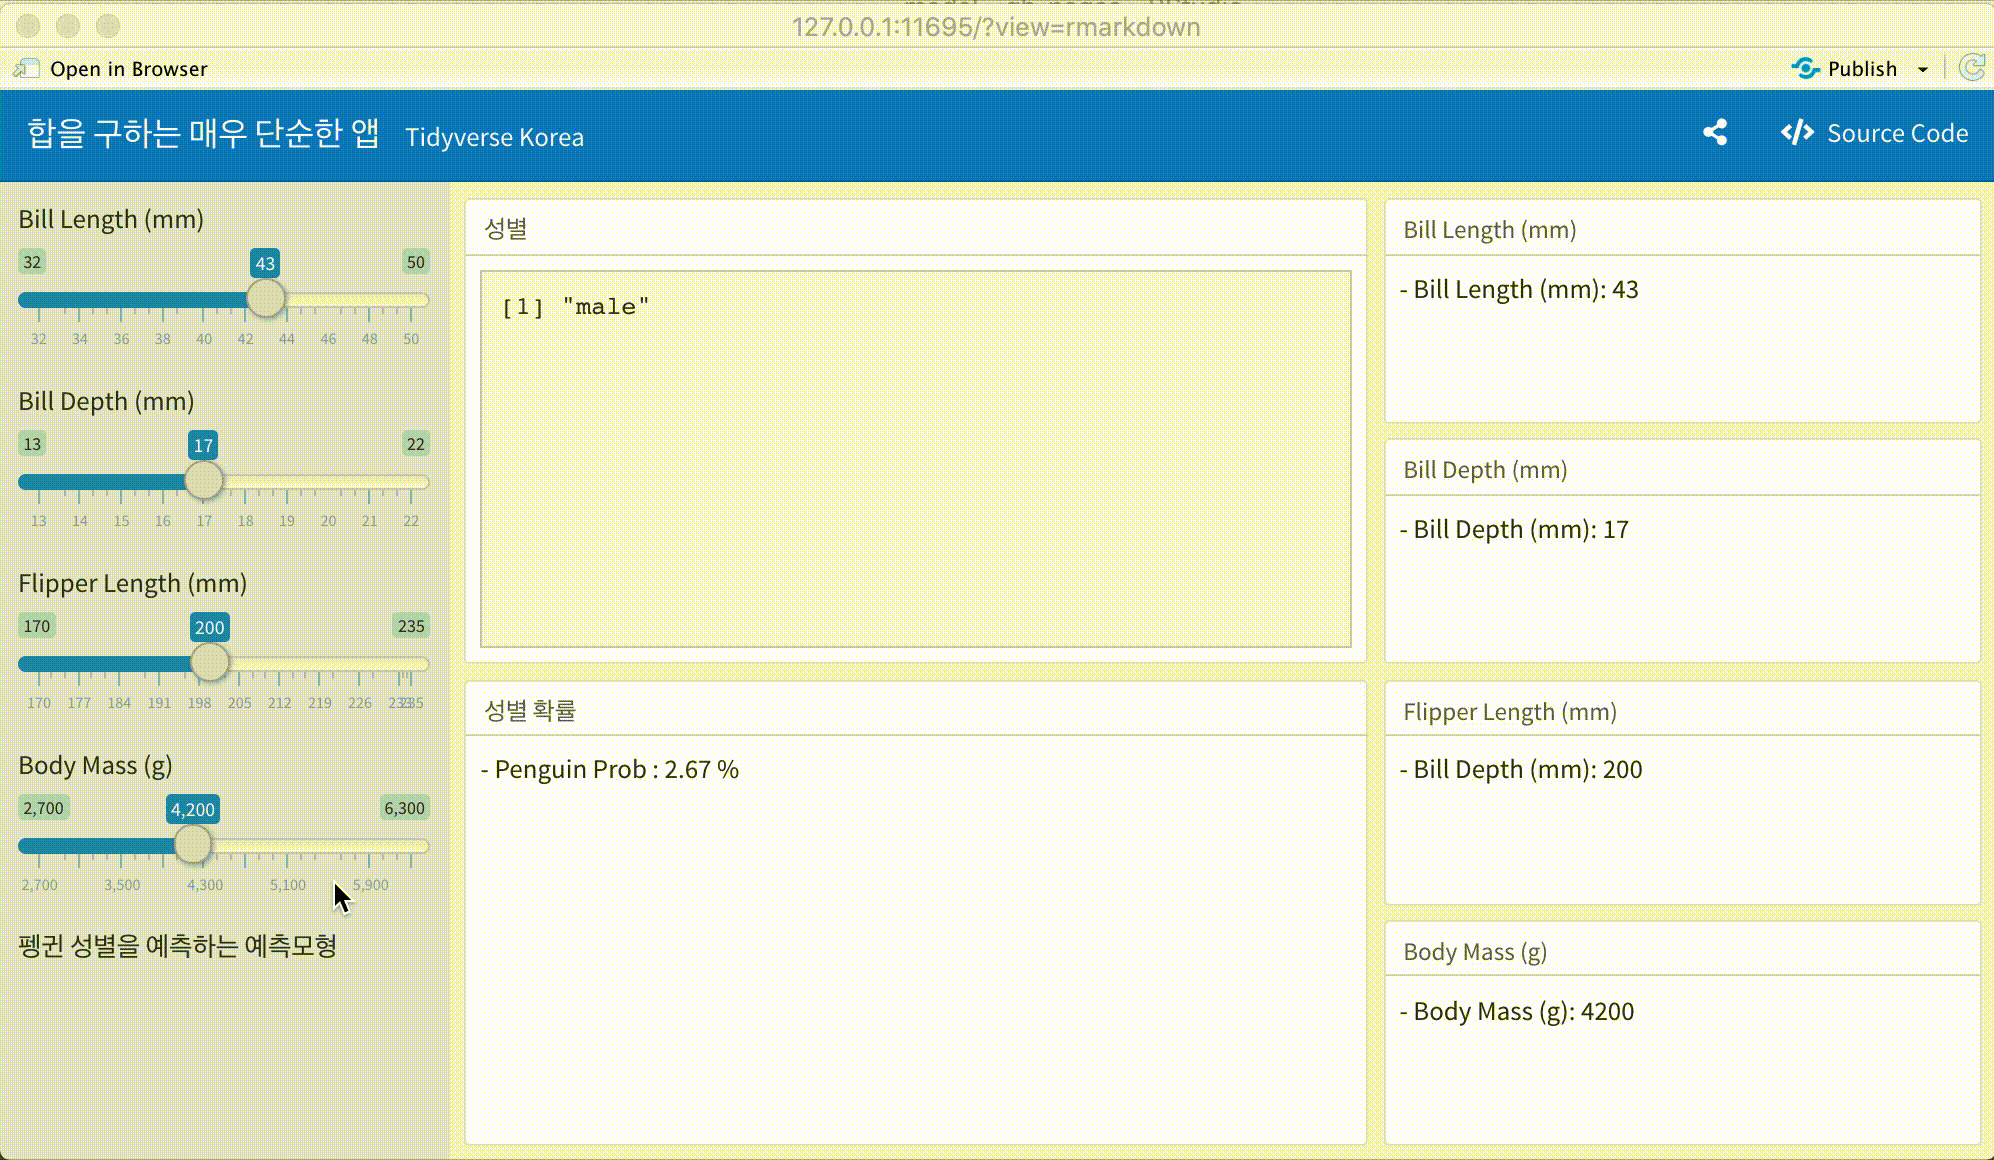 127.0.0.1:11695/?view=rmarkdown
Open in Browser
Publish
합을 구하는 매우 단순한 앱 Tidyverse Korea
Source Code
Bill Length (mm)
32 43 50
32 34 36 38 40 42 44 46 48 50
Bill Depth (mm)
13 17 22
13 14 15 16 17 18 19 20 21 22
Flipper Length (mm)
170 200 235
170 177 184 191 198 205 212 219 226 233 235
Body Mass (g)
2,700 4,200 6,300
2,700 3,500 4,300 5,100 5,900
펭귄 성별을 예측하는 예측모형
성별
[1] "male"
성별 확률
- Penguin Prob : 2.67 %
Bill Length (mm)
- Bill Length (mm): 43
Bill Depth (mm)
- Bill Depth (mm): 17
Flipper Length (mm)
- Bill Depth (mm): 200
Body Mass (g)
- Body Mass (g): 4200